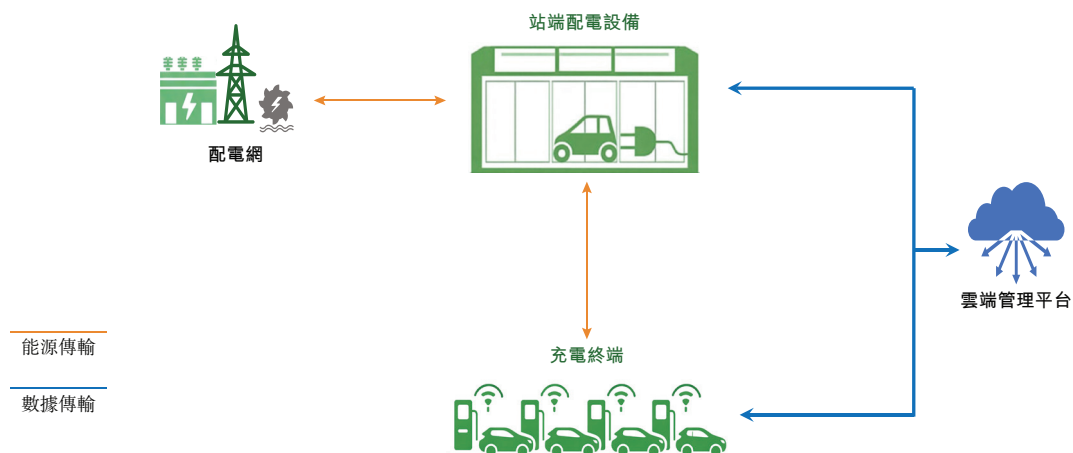 站端配電設備
配電網
雲端管理平台
能源傳輸
充電終端
數據傳輸